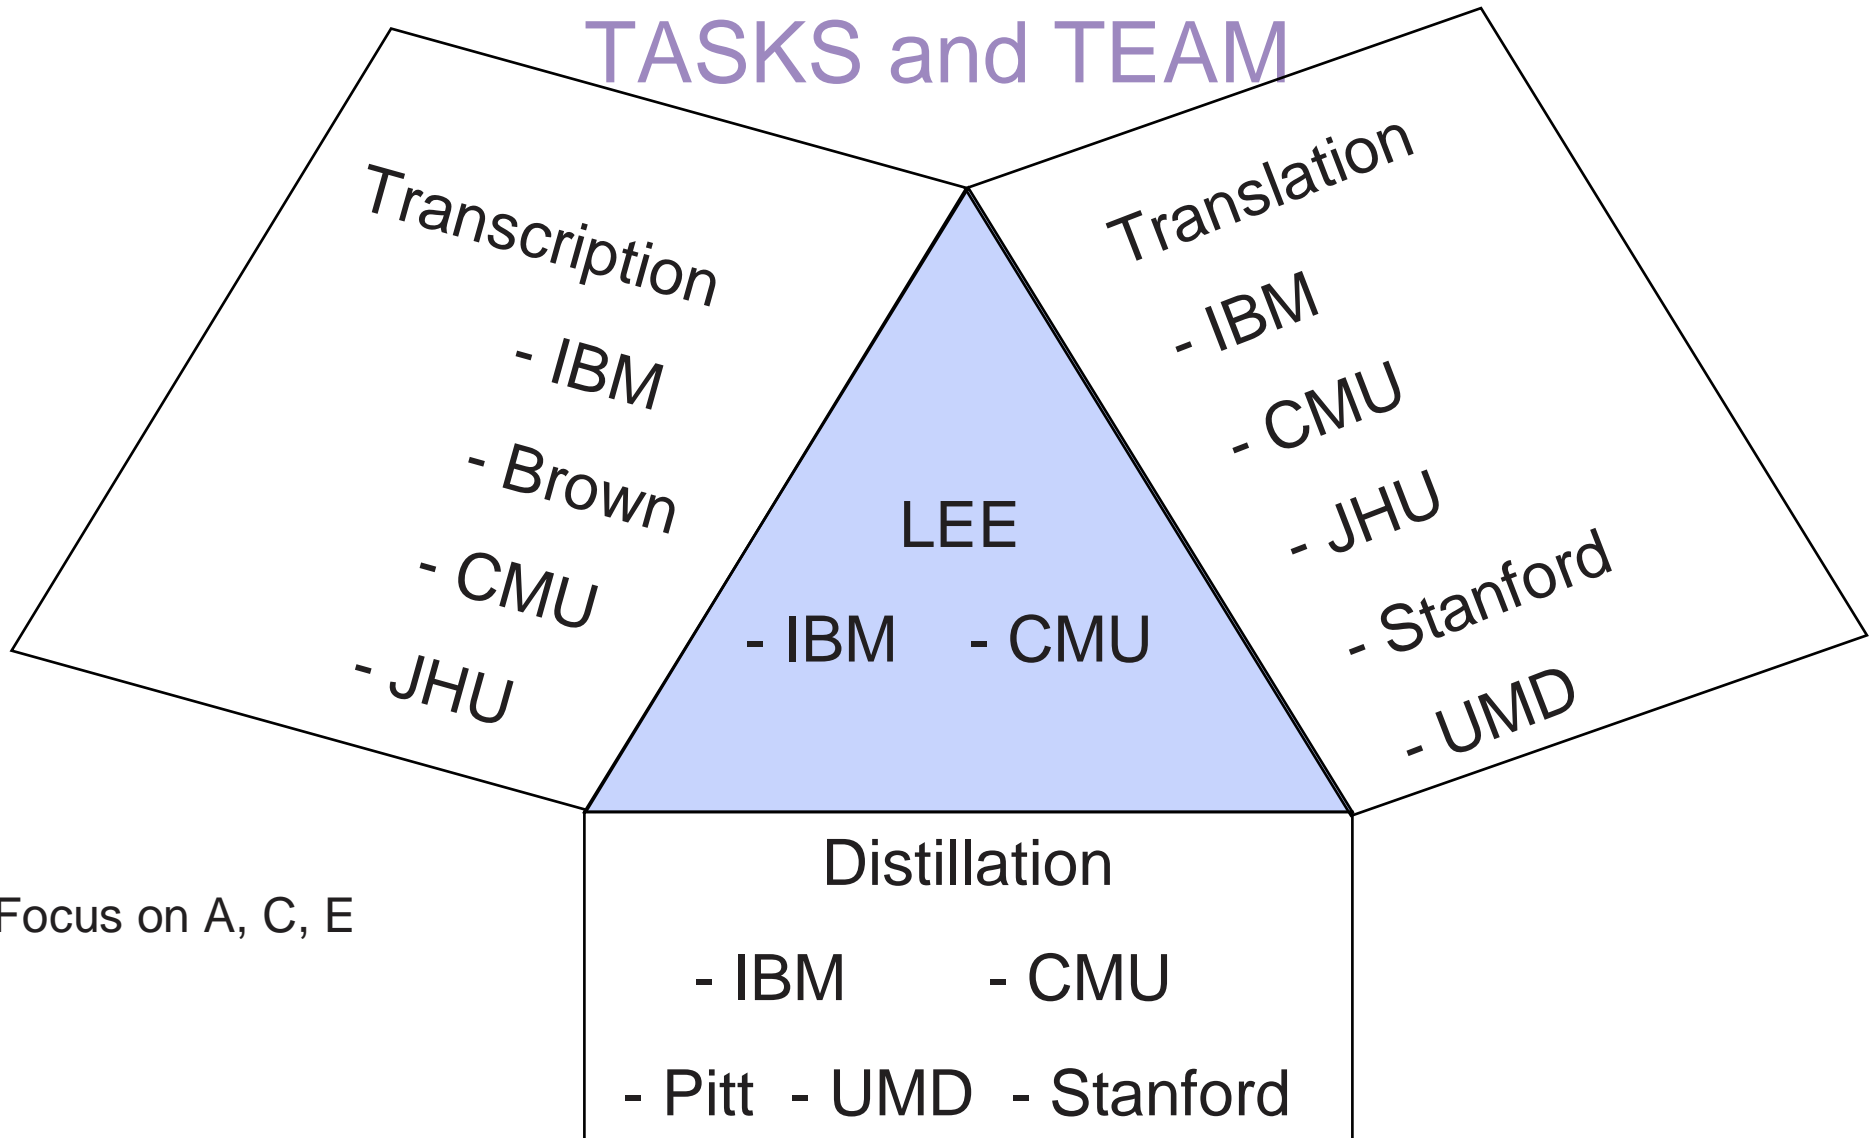 TASKS and TEAM
Transcription
- IBM
- Brown
- CMU
- JHU
Translation
- IBM
- CMU
- JHU
- Stanford
- UMD
LEE
- IBM - CMU
Distillation
- IBM - CMU
- Pitt - UMD - Stanford
Focus on A, C, E